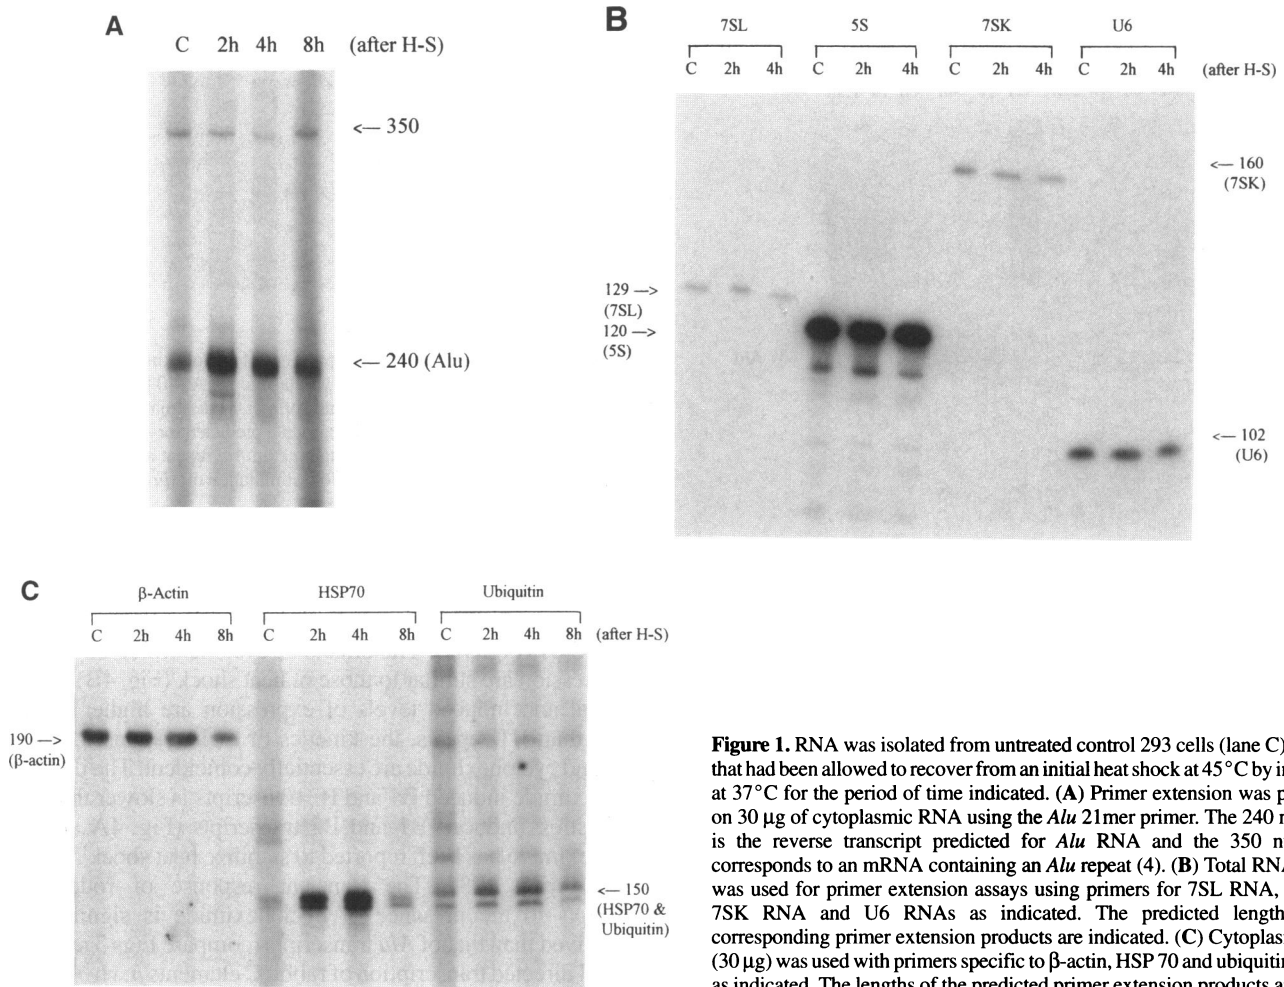 A
C 2h 4h 8h (after H-S)
<— 350
<— 240 (Alu)
B
7SL 5S 7SK U6
C 2h 4h C 2h 4h C 2h 4h C 2h 4h (after H-S)
<— 160
(7SK)
129 —>
(7SL)
120 —>
(5S)
<— 102
(U6)
C
β-Actin HSP70 Ubiquitin
C 2h 4h 8h C 2h 4h 8h C 2h 4h 8h (after H-S)
190 —>
(β-actin)
<— 150
(HSP70 &
Ubiquitin)
Figure 1. RNA was isolated from untreated control 293 cells (lane C)
that had been allowed to recover from an initial heat shock at 45°C by in
at 37°C for the period of time indicated. (A) Primer extension was p
on 30 μg of cytoplasmic RNA using the Alu 21mer primer. The 240 n
is the reverse transcript predicted for Alu RNA and the 350 n
corresponds to an mRNA containing an Alu repeat (4). (B) Total RNA
was used for primer extension assays using primers for 7SL RNA,
7SK RNA and U6 RNAs as indicated. The predicted length
corresponding primer extension products are indicated. (C) Cytoplas
(30 μg) was used with primers specific to β-actin, HSP 70 and ubiquitin
as indicated. The lengths of the predicted primer extension products a